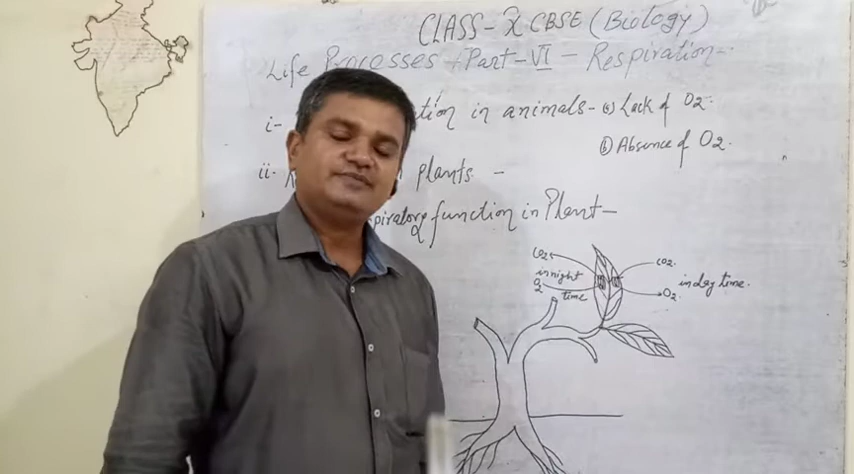 CLASS - X CBSE (Biology)
Life Processes - Part - VI - Respiration -
i- tion in animals - (a) Lack of O2.
(b) Absence of O2.
ii- plants -
piratory function in Plant -
CO2
in night
O2
time
CO2.
O2.
in day time.